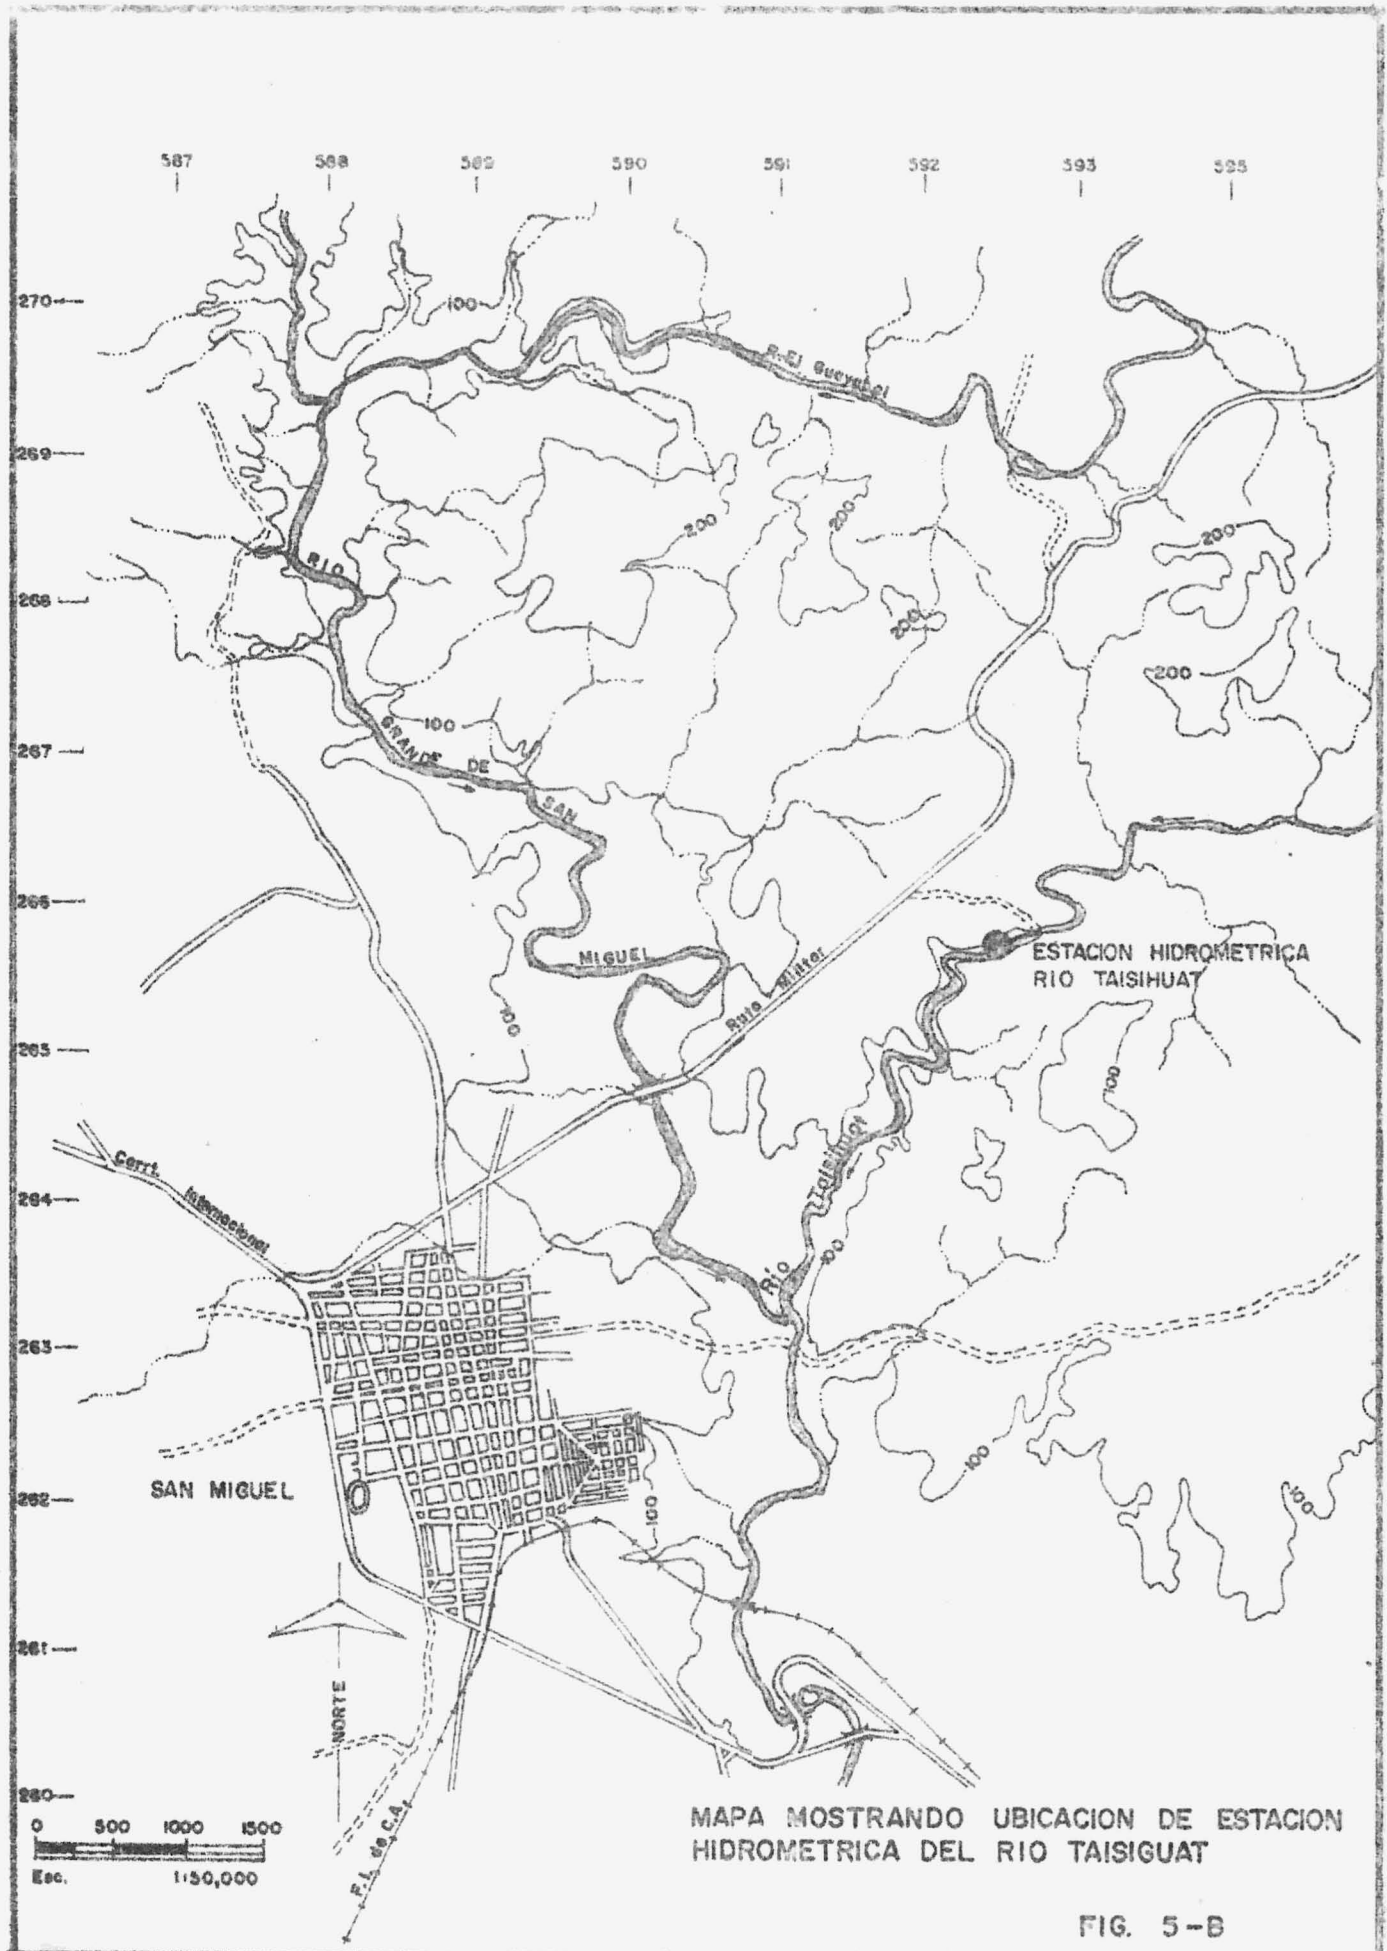 587 588 589 590 591 592 593 595
270
100
R. El Guayabal
269
200
200
200
RIO
268
200
200
100
GRANDE DE
267
SAN
266
MIGUEL
ESTACION HIDROMETRICA
RIO TAISIHUAT
Ruta Militar
100
265
100
Río Taisihuat
Carrt. Internacional
264
100
263
100
SAN MIGUEL
262
100
100
261
NORTE
260
0 500 1000 1500
Esc. 1:50,000
F.I. de C.A.
MAPA MOSTRANDO UBICACION DE ESTACION
HIDROMETRICA DEL RIO TAISIGUAT
FIG. 5-B